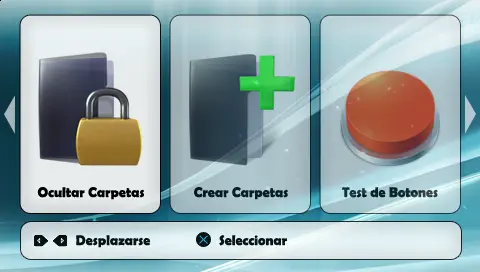 Ocultar Carpetas
Crear Carpetas
Test de Botones
Desplazarse
Seleccionar